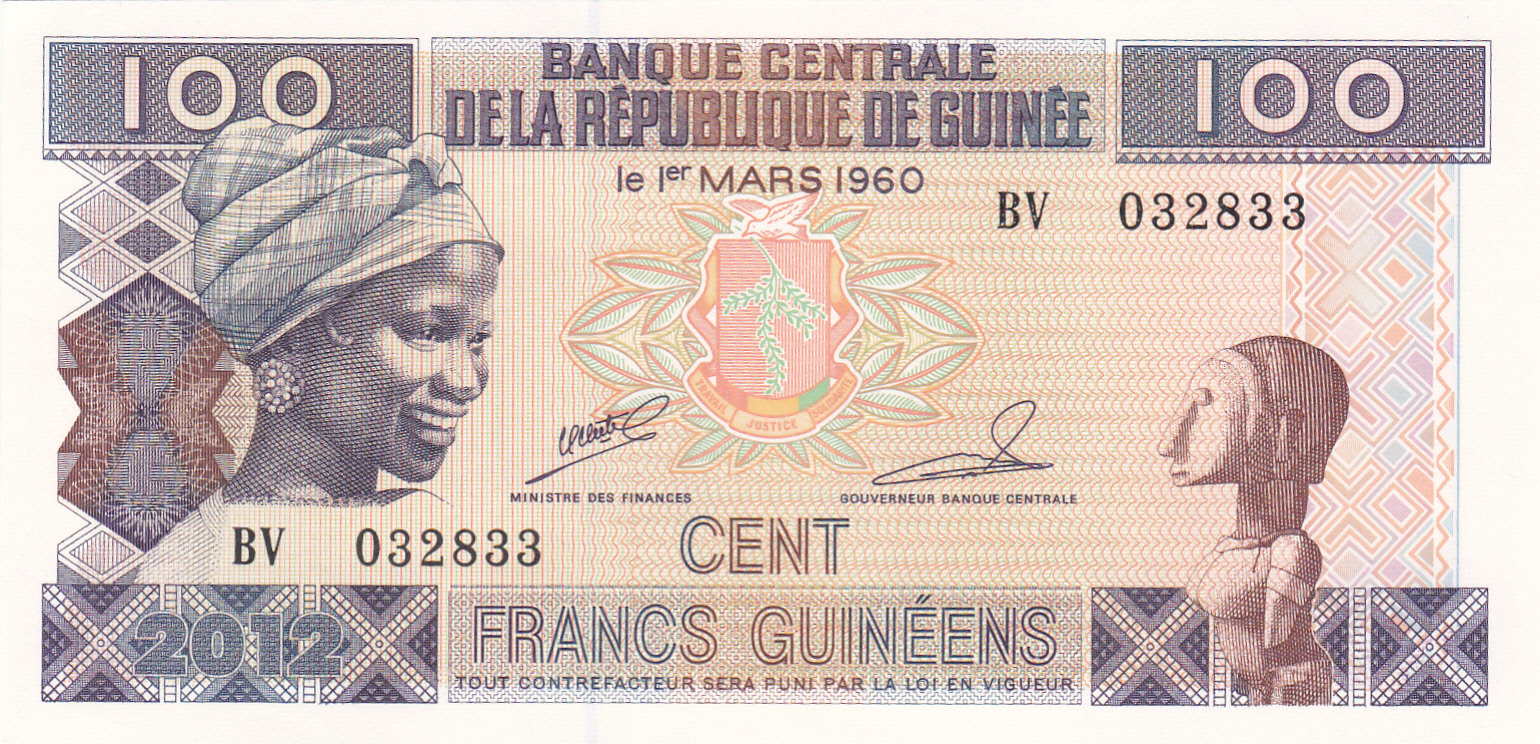 100
BANQUE CENTRALE
100
DE LA RÉPUBLIQUE DE GUINÉE
le 1er MARS 1960
BV 032833
TRAVAIL JUSTICE SOLIDARITÉ
MINISTRE DES FINANCES
GOUVERNEUR BANQUE CENTRALE
BV 032833
CENT
2012
FRANCS GUINÉENS
TOUT CONTREFACTEUR SERA PUNI PAR LA LOI EN VIGUEUR